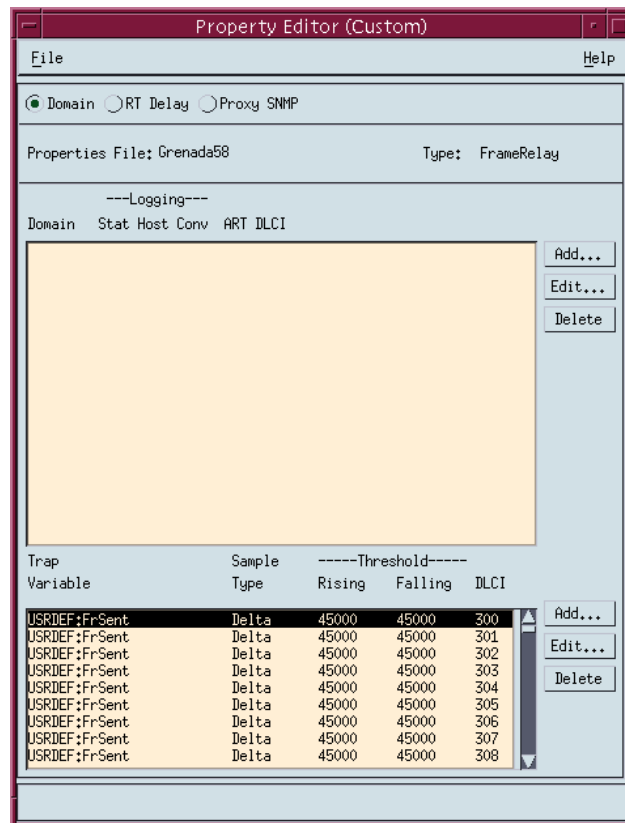 Property Editor (Custom)
File Help
Domain RT Delay Proxy SNMP
Properties File: Grenada58 Type: FrameRelay
---Logging---
Domain Stat Host Conv ART DLCI
Add...
Edit...
Delete
Trap Sample -----Threshold-----
Variable Type Rising Falling DLCI
USRDEF:FrSent Delta 45000 45000 300
USRDEF:FrSent Delta 45000 45000 301
USRDEF:FrSent Delta 45000 45000 302
USRDEF:FrSent Delta 45000 45000 303
USRDEF:FrSent Delta 45000 45000 304
USRDEF:FrSent Delta 45000 45000 305
USRDEF:FrSent Delta 45000 45000 306
USRDEF:FrSent Delta 45000 45000 307
USRDEF:FrSent Delta 45000 45000 308
Add...
Edit...
Delete